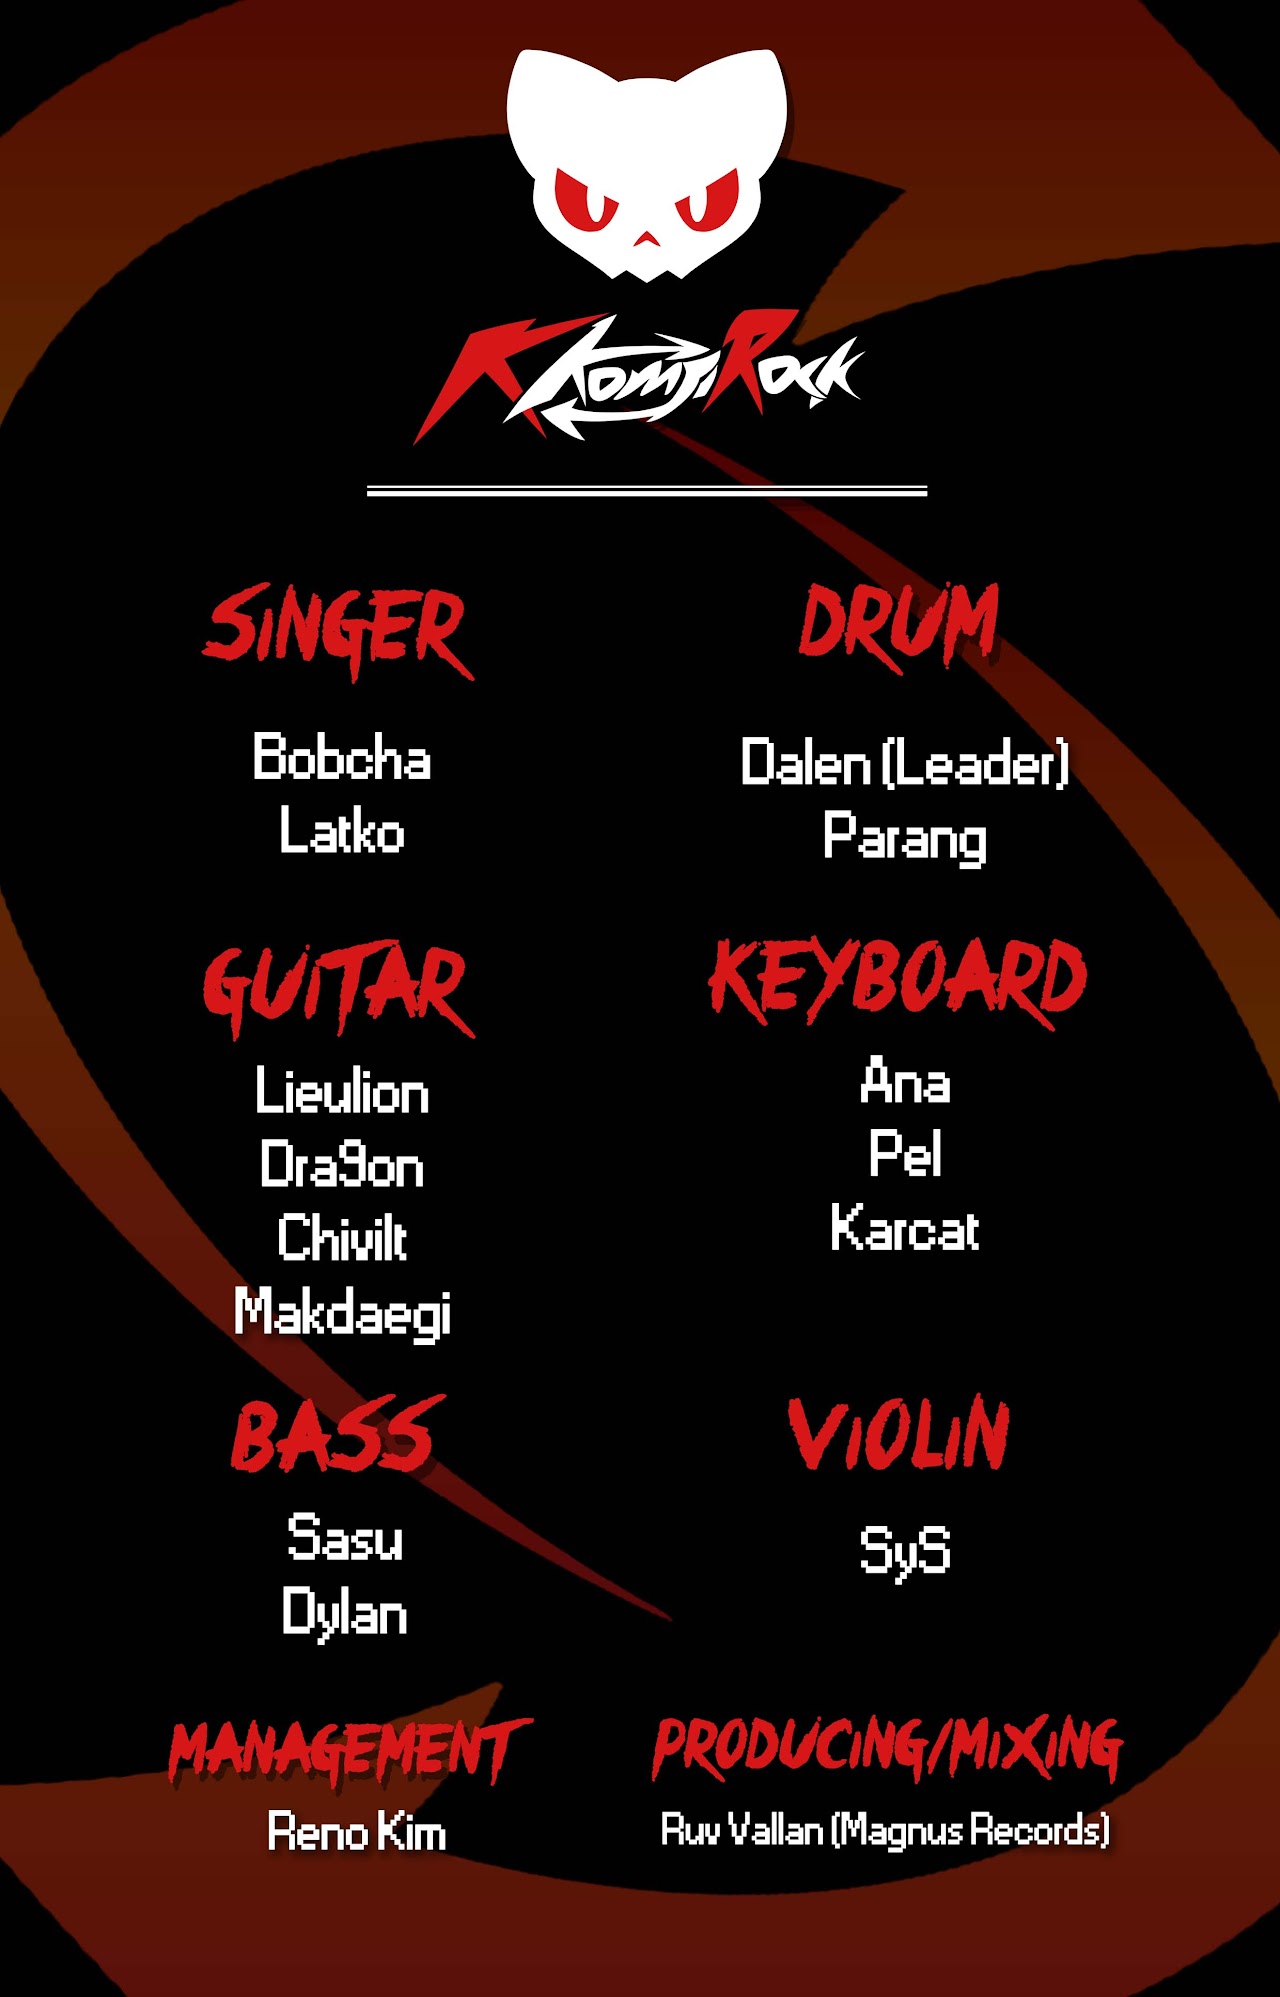 KKompiRock
SiNGER
Bobcha
Latko
DRUM
Dalen (Leader)
Parang
GUiTAR
Lieulion
Dra9on
Chivilt
Makdaegi
KEYBOARD
Ana
Pel
Karcat
BASS
Sasu
Dylan
ViOLiN
SyS
MANAGEMENT
Reno Kim
PRODUCiNG/MiXiNG
Ruv Vallan (Magnus Records)